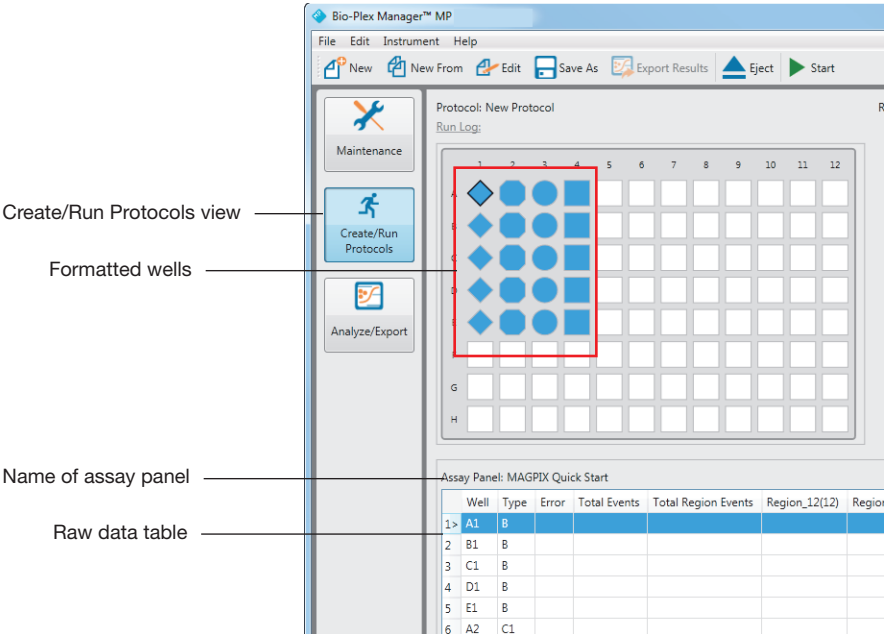 Bio-Plex Manager™ MP
File Edit Instrument Help
New New From Edit Save As Export Results Eject Start
Maintenance
Create/Run
Protocols
Analyze/Export
Protocol: New Protocol R
Run Log:
1 2 3 4 5 6 7 8 9 10 11 12
A
B
C
D
E
F
G
H
Create/Run Protocols view
Formatted wells
Name of assay panel
Raw data table
Assay Panel: MAGPIX Quick Start
Well Type Error Total Events Total Region Events Region_12(12) Region
1> A1 B
2 B1 B
3 C1 B
4 D1 B
5 E1 B
6 A2 C1